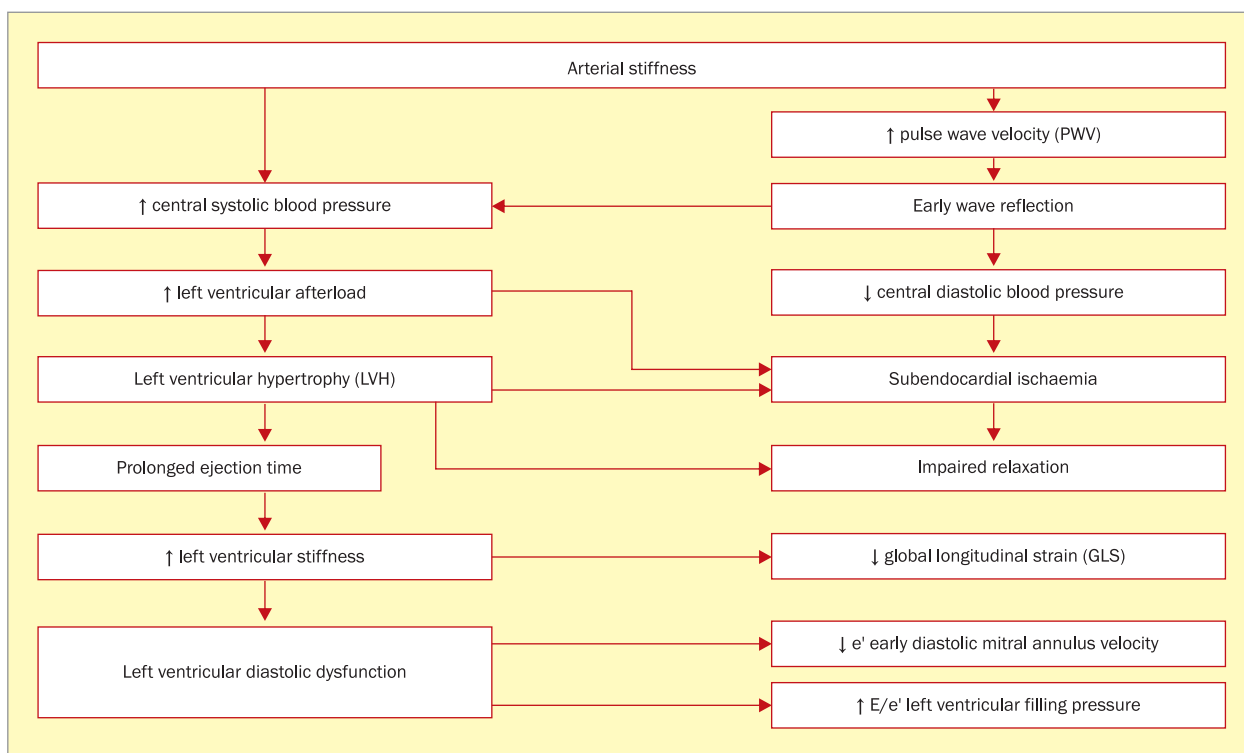 Arterial stiffness
↑ pulse wave velocity (PWV)
↑ central systolic blood pressure
Early wave reflection
↑ left ventricular afterload
↓ central diastolic blood pressure
Left ventricular hypertrophy (LVH)
Subendocardial ischaemia
Prolonged ejection time
Impaired relaxation
↑ left ventricular stiffness
↓ global longitudinal strain (GLS)
Left ventricular diastolic dysfunction
↓ e' early diastolic mitral annulus velocity
↑ E/e' left ventricular filling pressure